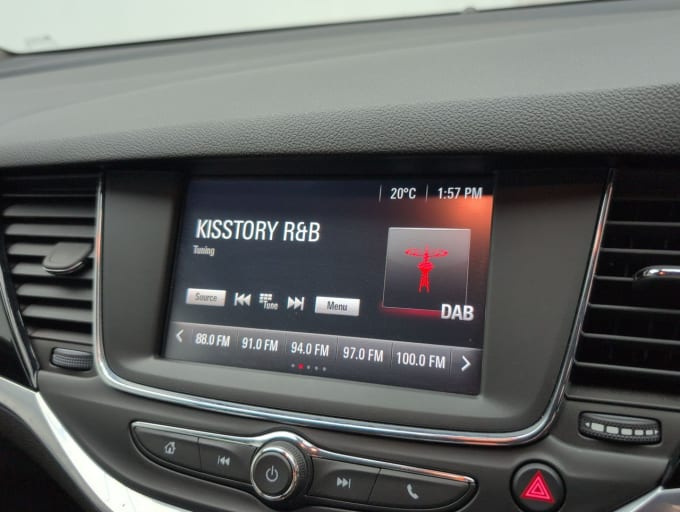 20°C 1:57 PM
KISSTORY R&B
Tuning
DAB
Source Tune Menu
88.0 FM 91.0 FM 94.0 FM 97.0 FM 100.0 FM